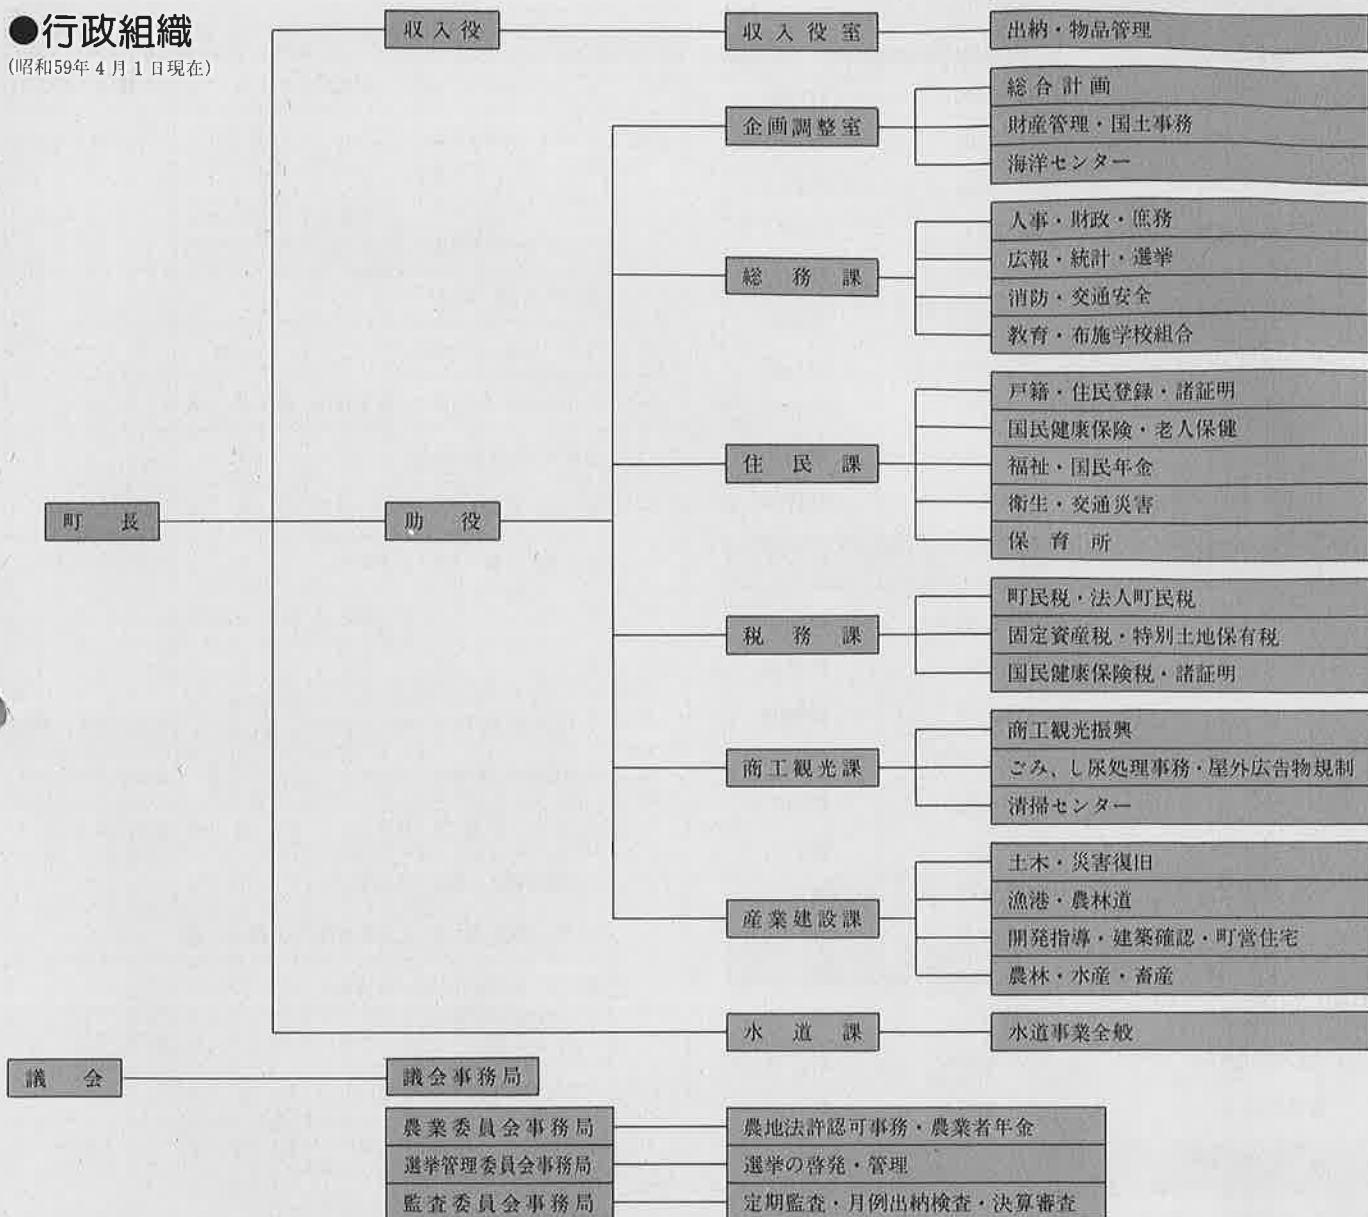 ●行政組織
(昭和59年4月1日現在)
町長
収入役
収入役室
出納・物品管理
助役
企画調整室
総合計画
財産管理・国土事務
海洋センター
総務課
人事・財政・庶務
広報・統計・選挙
消防・交通安全
教育・布施学校組合
住民課
戸籍・住民登録・諸証明
国民健康保険・老人保健
福祉・国民年金
衛生・交通災害
保育所
税務課
町民税・法人町民税
固定資産税・特別土地保有税
国民健康保険税・諸証明
商工観光課
商工観光振興
ごみ、し尿処理事務・屋外広告物規制
清掃センター
産業建設課
土木・災害復旧
漁港・農林道
開発指導・建築確認・町営住宅
農林・水産・畜産
水道課
水道事業全般
議会
議会事務局
農業委員会事務局
農地法許認可事務・農業者年金
選挙管理委員会事務局
選挙の啓発・管理
監査委員会事務局
定期監査・月例出納検査・決算審査